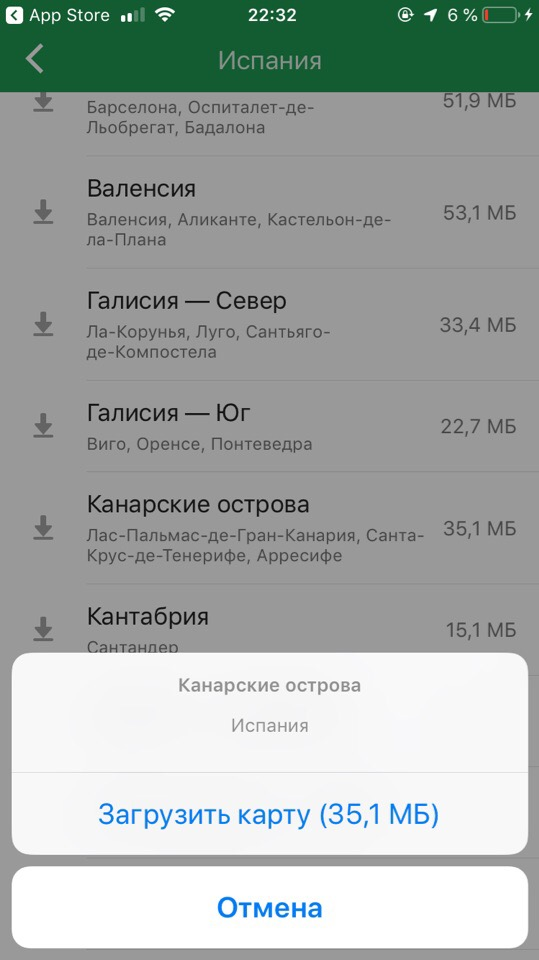 App Store 22:32 6 %
Испания
Барселона, Оспиталет-де-
Льобрегат, Бадалона
51,9 МБ
Валенсия
Валенсия, Аликанте, Кастельон-де-
ла-Плана
53,1 МБ
Галисия — Север
Ла-Корунья, Луго, Сантьяго-
де-Компостела
33,4 МБ
Галисия — Юг
Виго, Оренсе, Понтеведра
22,7 МБ
Канарские острова
Лас-Пальмас-де-Гран-Канария, Санта-
Крус-де-Тенерифе, Арресифе
35,1 МБ
Кантабрия
Сантандер
15,1 МБ
Канарские острова
Испания
Загрузить карту (35,1 МБ)
Отмена